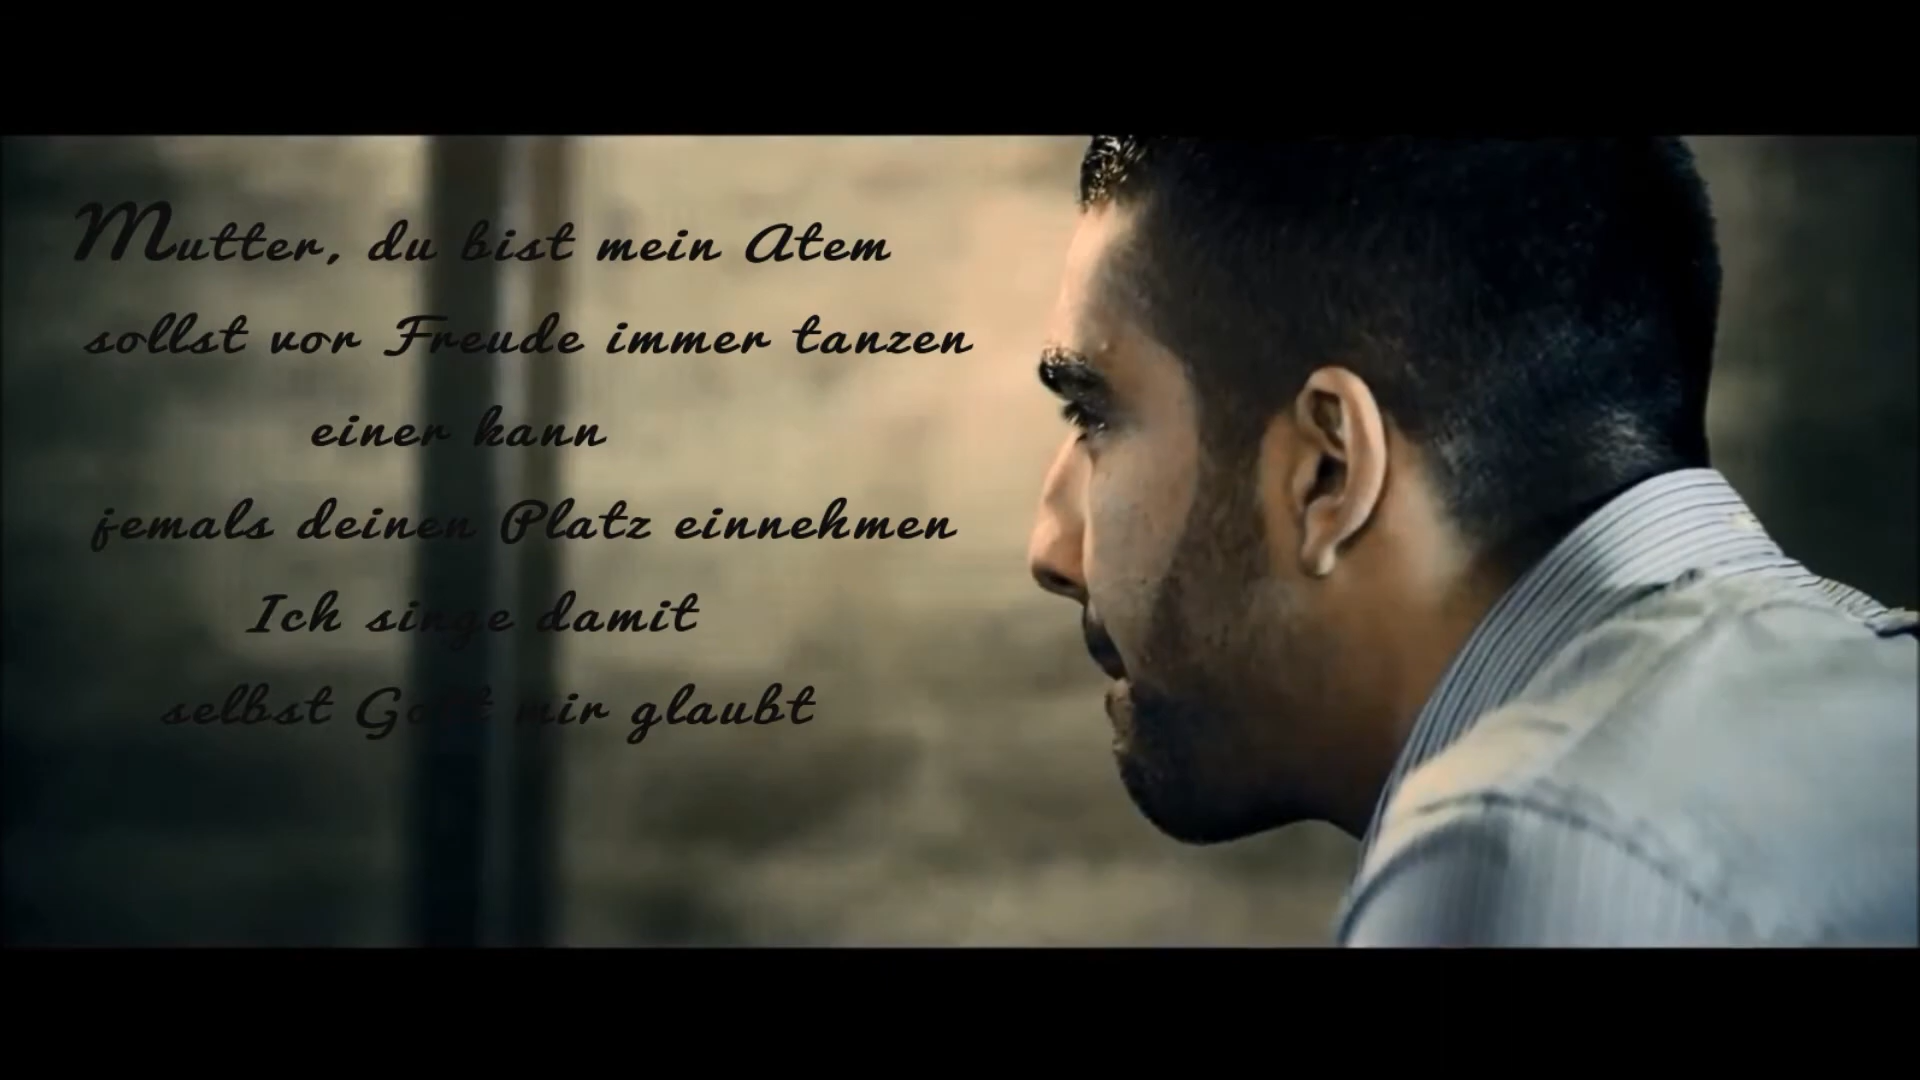 Mutter, du bist mein Atem
sollst vor Freude immer tanzen
einer kann
jemals deinen Platz einnehmen
Ich singe damit
selbst Gott mir glaubt